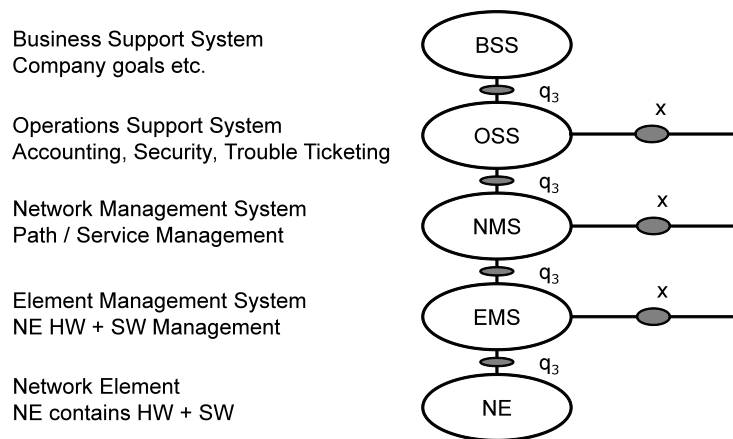 Business Support System
Company goals etc.
BSS
q₃
Operations Support System
Accounting, Security, Trouble Ticketing
OSS
x
q₃
Network Management System
Path / Service Management
NMS
x
q₃
Element Management System
NE HW + SW Management
EMS
x
q₃
Network Element
NE contains HW + SW
NE